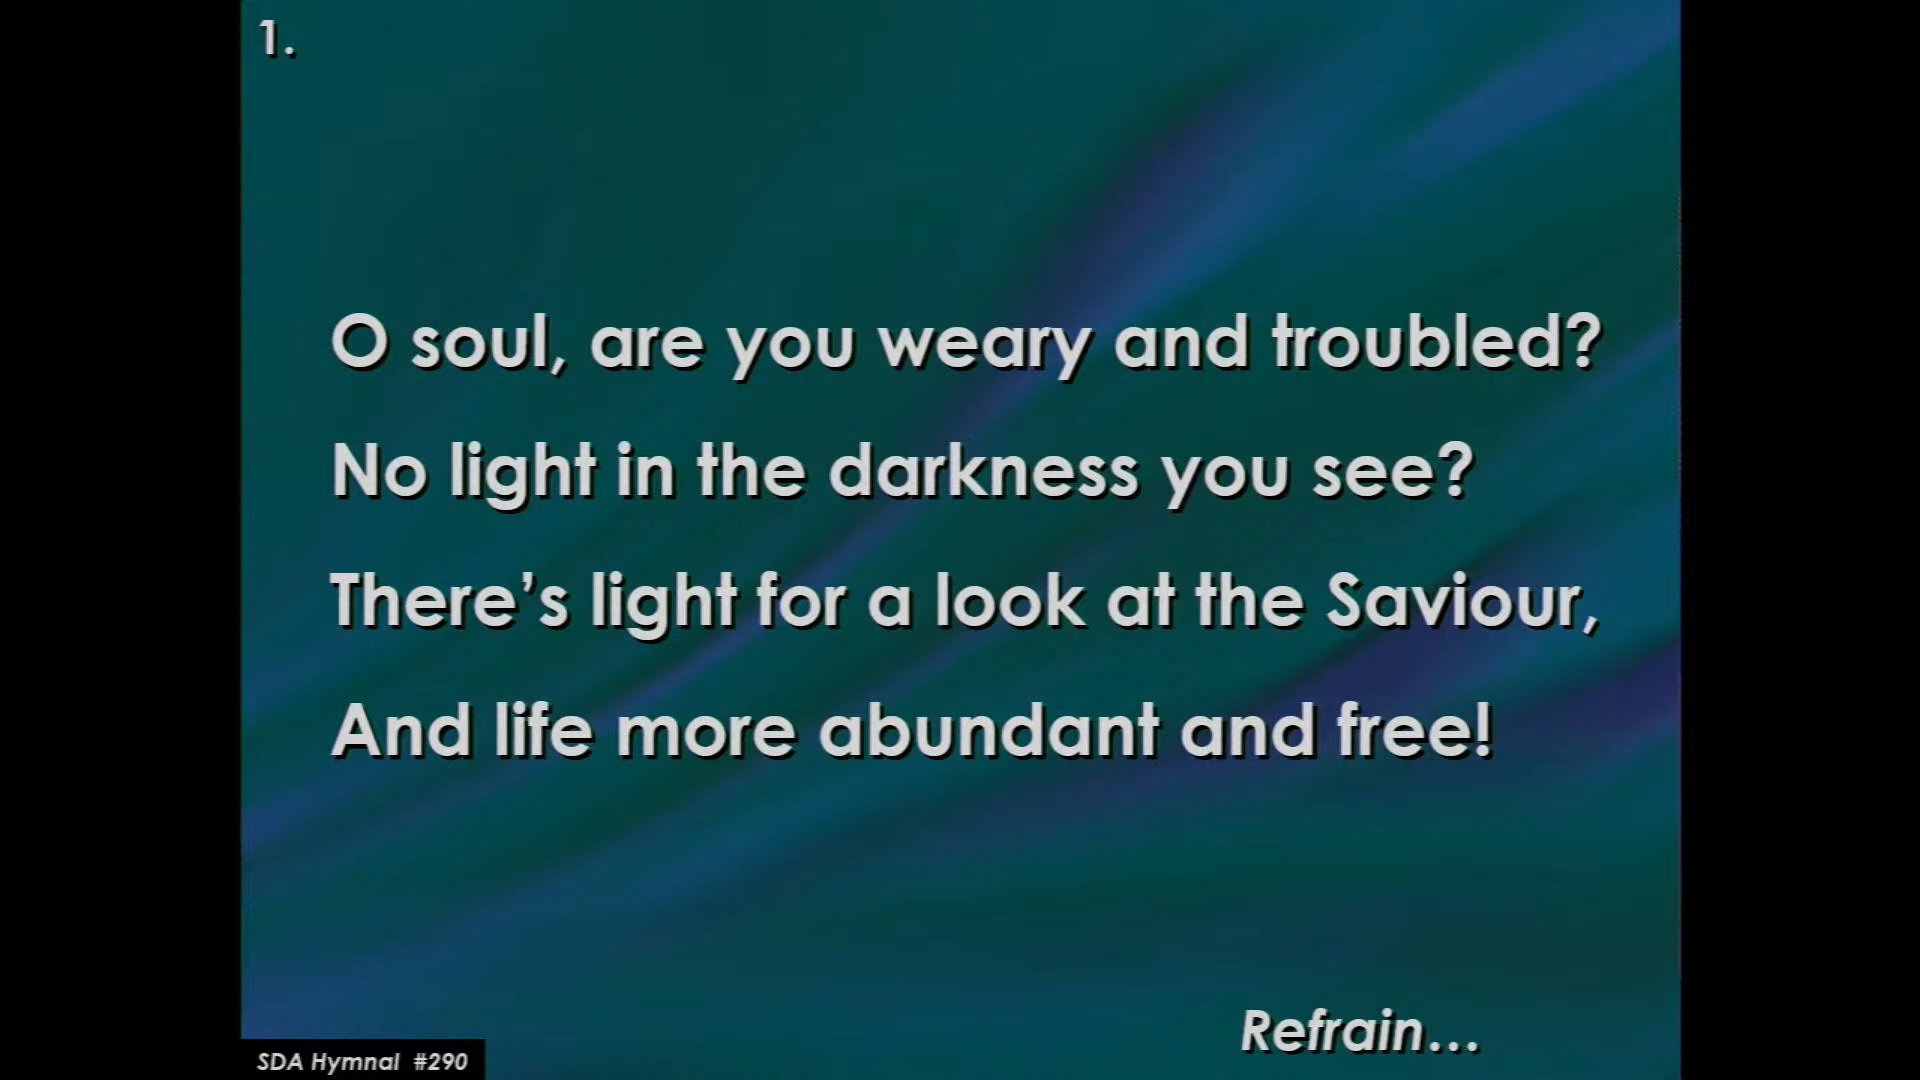 1.
O soul, are you weary and troubled?
No light in the darkness you see?
There’s light for a look at the Saviour,
And life more abundant and free!
Refrain...
SDA Hymnal #290